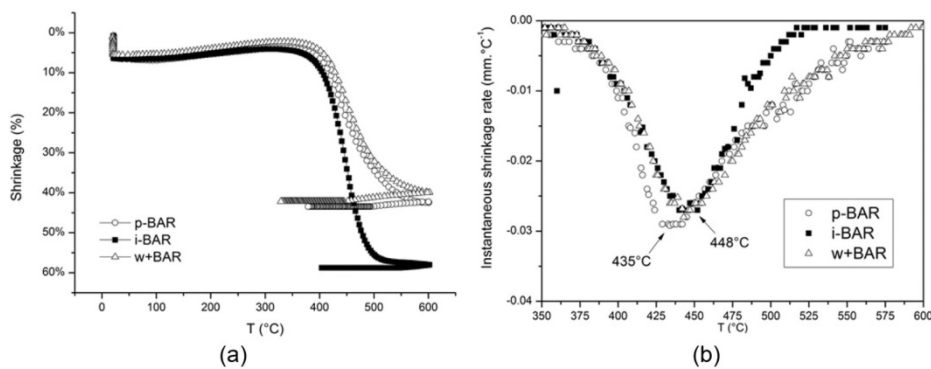 0%
10%
20%
30%
40%
50%
60%
Shrinkage (%)
p-BAR
i-BAR
w+BAR
0 100 200 300 400 500 600
T (°C)
(a)
0.00
-0.01
-0.02
-0.03
-0.04
Instantaneous shrinkage rate (mm.°C⁻¹)
435°C
448°C
p-BAR
i-BAR
w+BAR
350 375 400 425 450 475 500 525 550 575 600
T (°C)
(b)